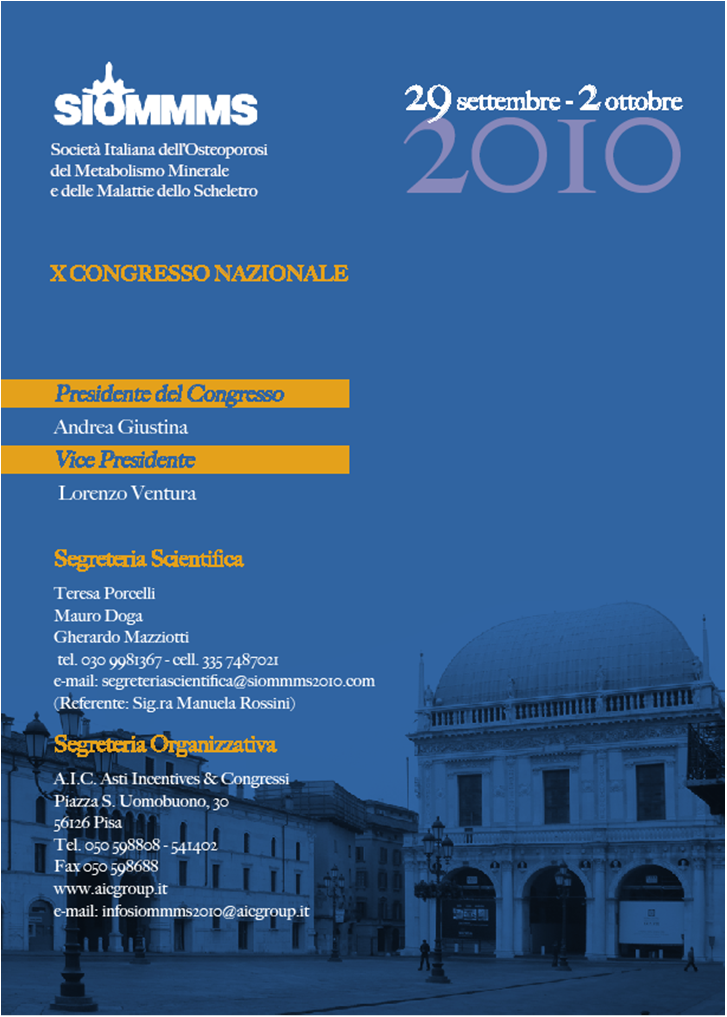 SIOMMMS
Società Italiana dell'Osteoporosi
del Metabolismo Minerale
e delle Malattie dello Scheletro
29 settembre - 2 ottobre
2010
X CONGRESSO NAZIONALE
Presidente del Congresso
Andrea Giustina
Vice Presidente
Lorenzo Ventura
Segreteria Scientifica
Teresa Porcelli
Mauro Doga
Gherardo Mazziotti
tel. 030 9981367 - cell. 335 7487021
e-mail: segreteriascientifica@siommms2010.com
(Referente: Sig.ra Manuela Rossini)
Segreteria Organizzativa
A.I.C. Asti Incentives & Congressi
Piazza S. Uomobuono, 30
56126 Pisa
Tel. 050 598808 - 541402
Fax 050 598688
www.aicgroup.it
e-mail: infosiommms2010@aicgroup.it